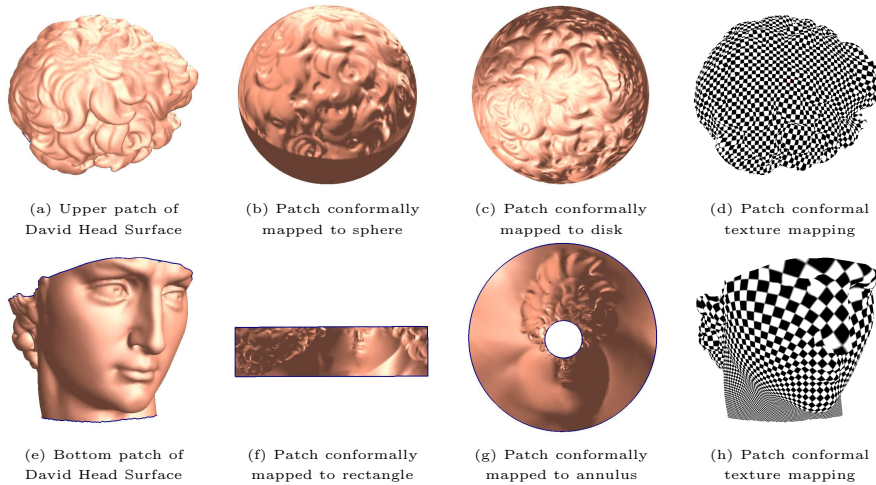 (a) Upper patch of
David Head Surface
(b) Patch conformally
mapped to sphere
(c) Patch conformally
mapped to disk
(d) Patch conformal
texture mapping
(e) Bottom patch of
David Head Surface
(f) Patch conformally
mapped to rectangle
(g) Patch conformally
mapped to annulus
(h) Patch conformal
texture mapping